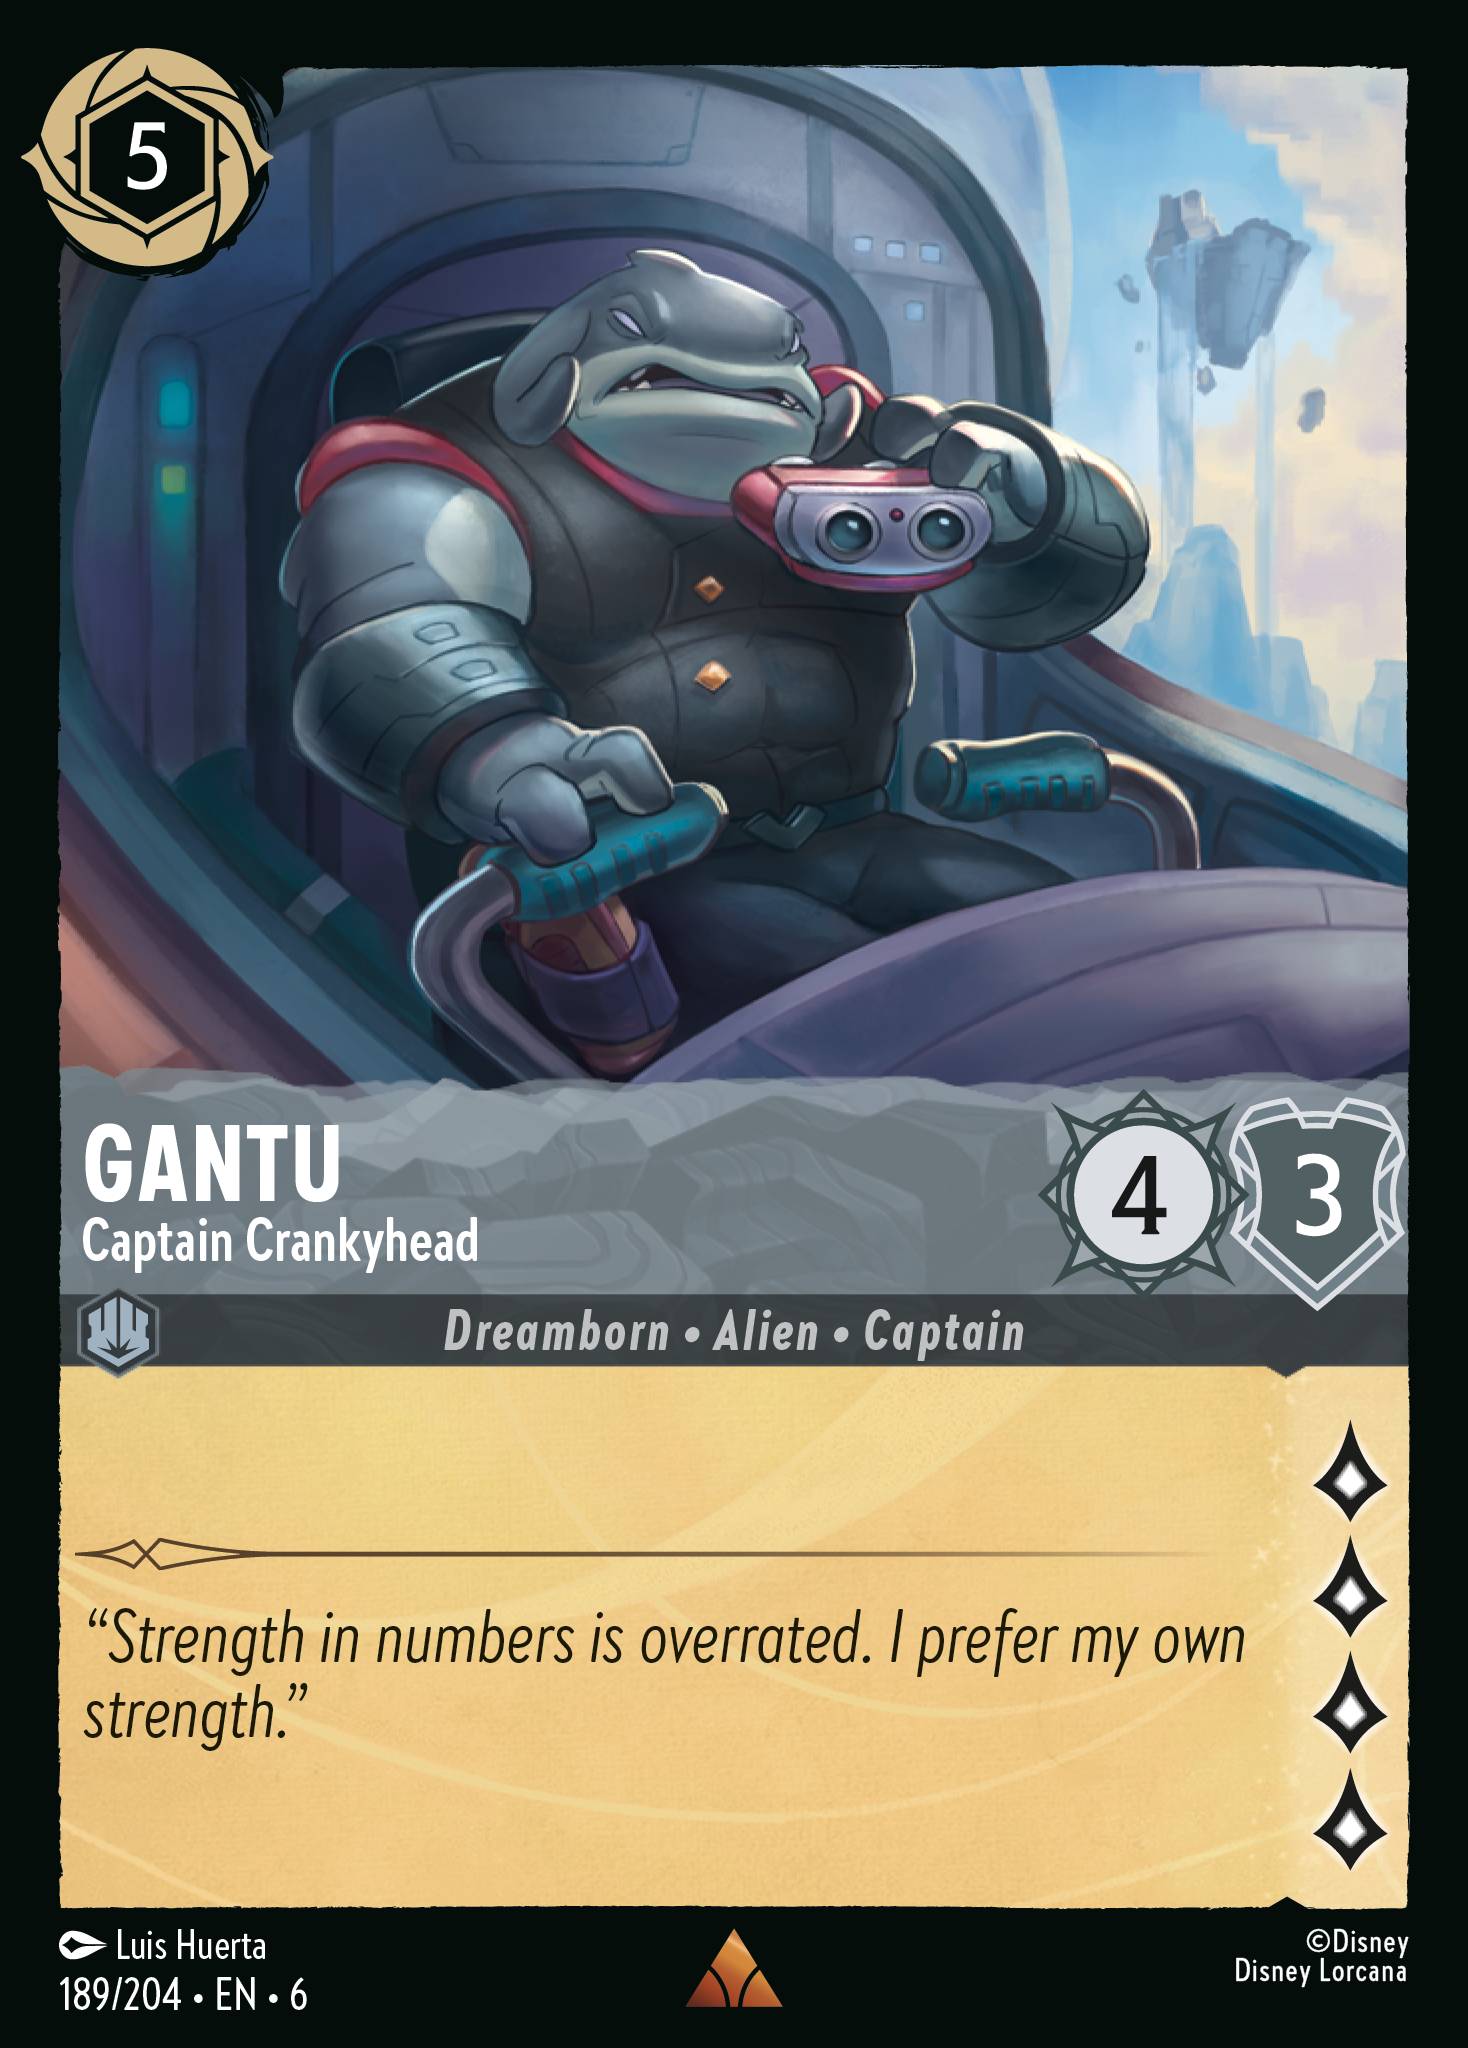 5
GANTU
Captain Crankyhead
4
3
Dreamborn • Alien • Captain
“Strength in numbers is overrated. I prefer my own
strength.”
Luis Huerta
189/204 • EN • 6
©Disney
Disney Lorcana